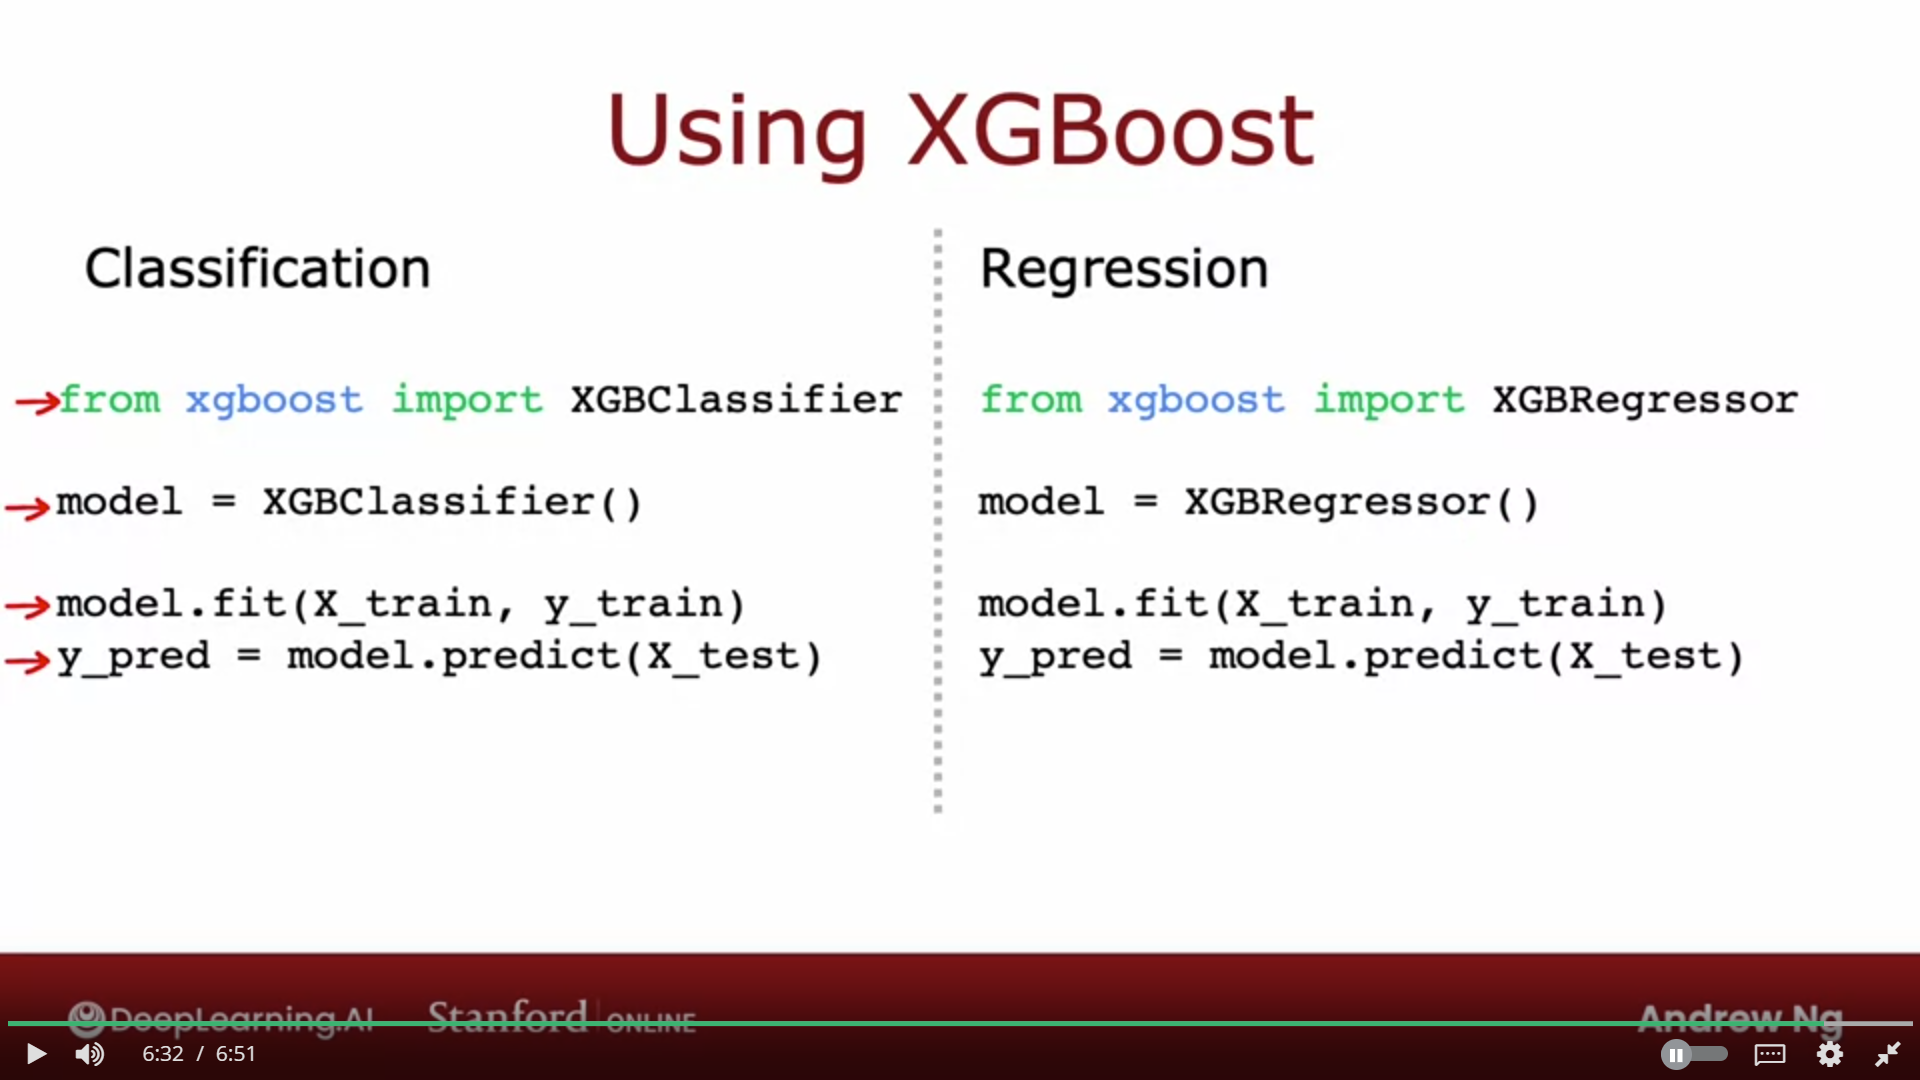 Using XGBoost
Classification
from xgboost import XGBClassifier
model = XGBClassifier()
model.fit(X_train, y_train)
y_pred = model.predict(X_test)
Regression
from xgboost import XGBRegressor
model = XGBRegressor()
model.fit(X_train, y_train)
y_pred = model.predict(X_test)
DeepLearning.AI Stanford ONLINE Andrew Ng
6:32 / 6:51